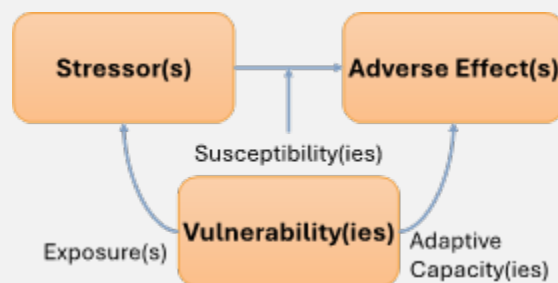 Stressor(s)
Adverse Effect(s)
Susceptibility(ies)
Vulnerability(ies)
Exposure(s)
Adaptive
Capacity(ies)